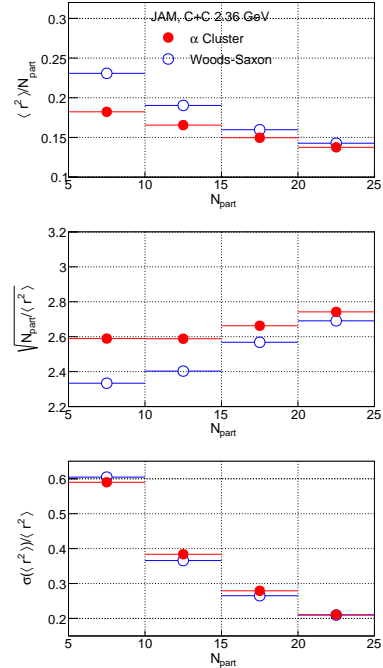 JAM, C+C 2.36 GeV
α Cluster
Woods-Saxon
⟨ r² ⟩/N_part
0.3
0.25
0.2
0.15
0.1
5 10 15 20 25
N_part
√N_part/⟨ r² ⟩
3.2
3
2.8
2.6
2.4
2.2
5 10 15 20 25
N_part
σ(⟨ r² ⟩)/⟨ r² ⟩
0.6
0.5
0.4
0.3
0.2
5 10 15 20 25
N_part